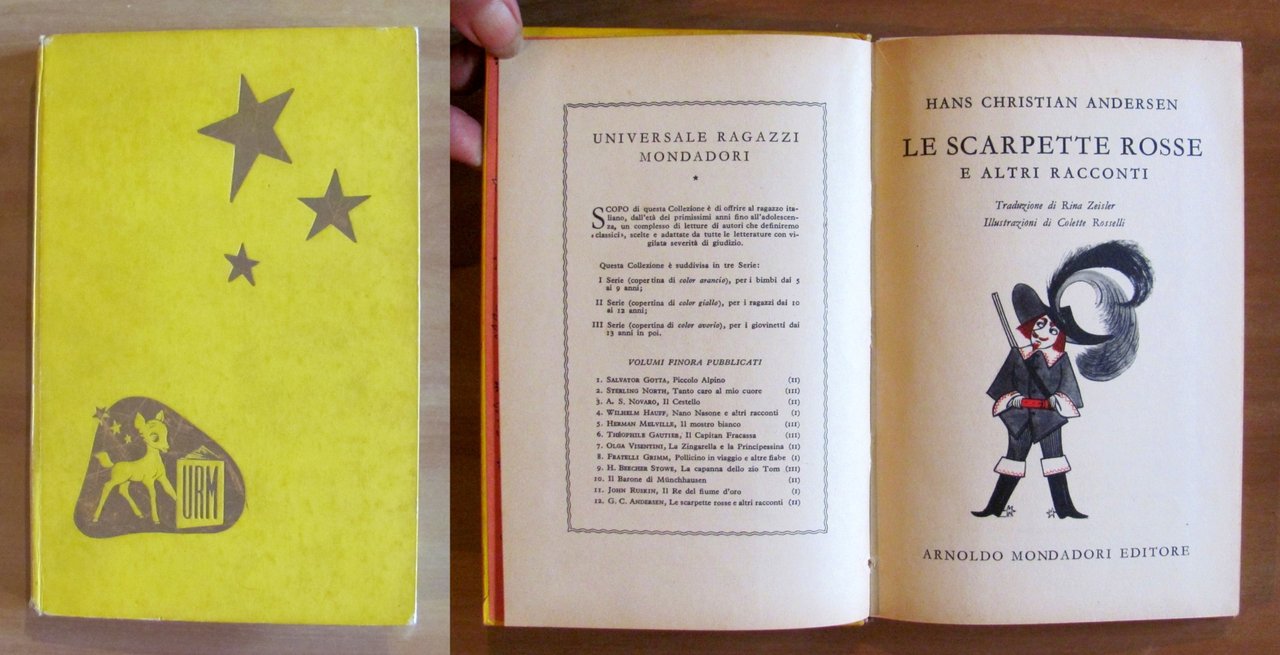 URM
UNIVERSALE RAGAZZI
MONDADORI
*
SCOPO di questa Collezione è di offrire al ragazzo ita-
liano, dall'età dei primissimi anni fino all'adolescen-
za, un complesso di letture di autori che definiremo
«classici», scelte e adattate da tutte le letterature con vi-
gilata severità di giudizio.
Questa Collezione è suddivisa in tre Serie:
I Serie (copertina di color arancio), per i bimbi dai 5
ai 9 anni;
II Serie (copertina di color giallo), per i ragazzi dai 10
ai 12 anni;
III Serie (copertina di color avorio), per i giovinetti dai
13 anni in poi.
VOLUMI FINORA PUBBLICATI
1. SALVATOR GOTTA, Piccolo Alpino (II)
2. STERLING NORTH, Tanto caro al mio cuore (III)
3. A. S. NOVARO, Il Cestello (II)
4. WILHELM HAUFF, Nano Nasone e altri racconti (I)
5. HERMAN MELVILLE, Il mostro bianco (III)
6. THÉOPHILE GAUTIER, Il Capitan Fracassa (III)
7. OLGA VISENTINI, La Zingarella e la Principessina (II)
8. FRATELLI GRIMM, Pollicino in viaggio e altre fiabe (I)
9. H. BEECHER STOWE, La capanna dello zio Tom (III)
10. Il Barone di Münchhausen (II)
11. JOHN RUSKIN, Il Re del fiume d'oro (I)
12. G. C. ANDERSEN, Le scarpette rosse e altri racconti (II)
HANS CHRISTIAN ANDERSEN
LE SCARPETTE ROSSE
E ALTRI RACCONTI
Traduzione di Rina Zeisler
Illustrazioni di Colette Rosselli
ARNOLDO MONDADORI EDITORE